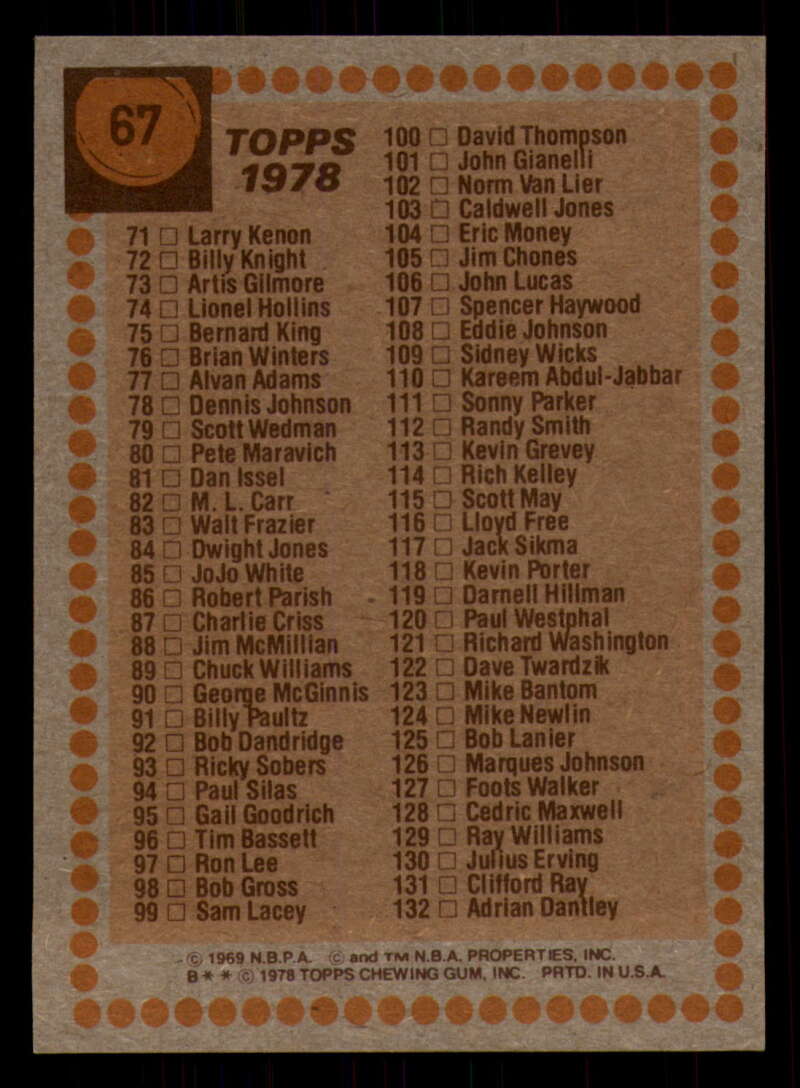 67
TOPPS
1978
71 □ Larry Kenon
72 □ Billy Knight
73 □ Artis Gilmore
74 □ Lionel Hollins
75 □ Bernard King
76 □ Brian Winters
77 □ Alvan Adams
78 □ Dennis Johnson
79 □ Scott Wedman
80 □ Pete Maravich
81 □ Dan Issel
82 □ M. L. Carr
83 □ Walt Frazier
84 □ Dwight Jones
85 □ JoJo White
86 □ Robert Parish
87 □ Charlie Criss
88 □ Jim McMillian
89 □ Chuck Williams
90 □ George McGinnis
91 □ Billy Paultz
92 □ Bob Dandridge
93 □ Ricky Sobers
94 □ Paul Silas
95 □ Gail Goodrich
96 □ Tim Bassett
97 □ Ron Lee
98 □ Bob Gross
99 □ Sam Lacey
100 □ David Thompson
101 □ John Gianelli
102 □ Norm Van Lier
103 □ Caldwell Jones
104 □ Eric Money
105 □ Jim Chones
106 □ John Lucas
107 □ Spencer Haywood
108 □ Eddie Johnson
109 □ Sidney Wicks
110 □ Kareem Abdul-Jabbar
111 □ Sonny Parker
112 □ Randy Smith
113 □ Kevin Grevey
114 □ Rich Kelley
115 □ Scott May
116 □ Lloyd Free
117 □ Jack Sikma
118 □ Kevin Porter
119 □ Darnell Hillman
120 □ Paul Westphal
121 □ Richard Washington
122 □ Dave Twardzik
123 □ Mike Bantom
124 □ Mike Newlin
125 □ Bob Lanier
126 □ Marques Johnson
127 □ Foots Walker
128 □ Cedric Maxwell
129 □ Ray Williams
130 □ Julius Erving
131 □ Clifford Ray
132 □ Adrian Dantley
© 1969 N.B.P.A. © and TM N.B.A. PROPERTIES, INC.
B * * © 1978 TOPPS CHEWING GUM, INC. PRTD. IN U.S.A.